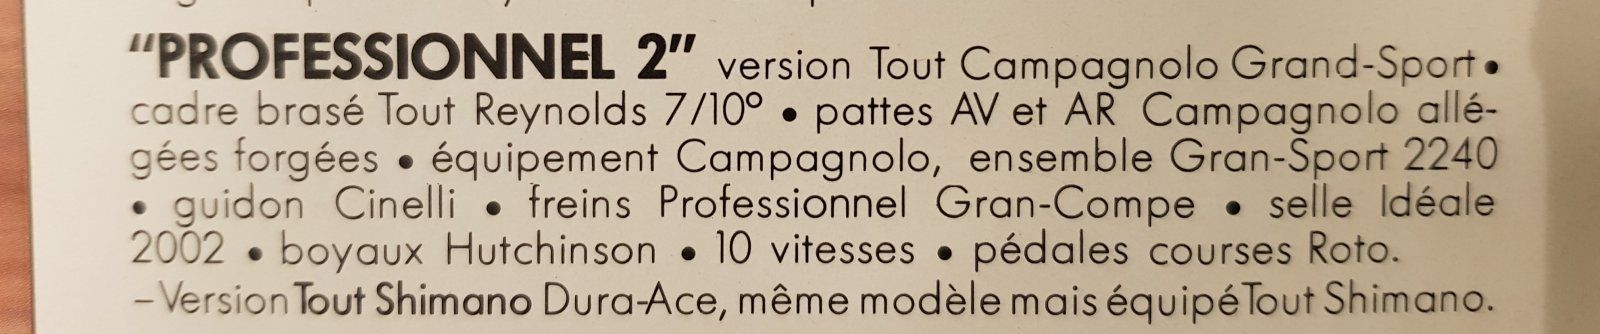 “PROFESSIONNEL 2” version Tout Campagnolo Grand-Sport •
cadre brasé Tout Reynolds 7/10° • pattes AV et AR Campagnolo allé-
gées forgées • équipement Campagnolo, ensemble Gran-Sport 2240
• guidon Cinelli • freins Professionnel Gran-Compe • selle Idéale
2002 • boyaux Hutchinson • 10 vitesses • pédales courses Roto.
– Version Tout Shimano Dura-Ace, même modèle mais équipé Tout Shimano.